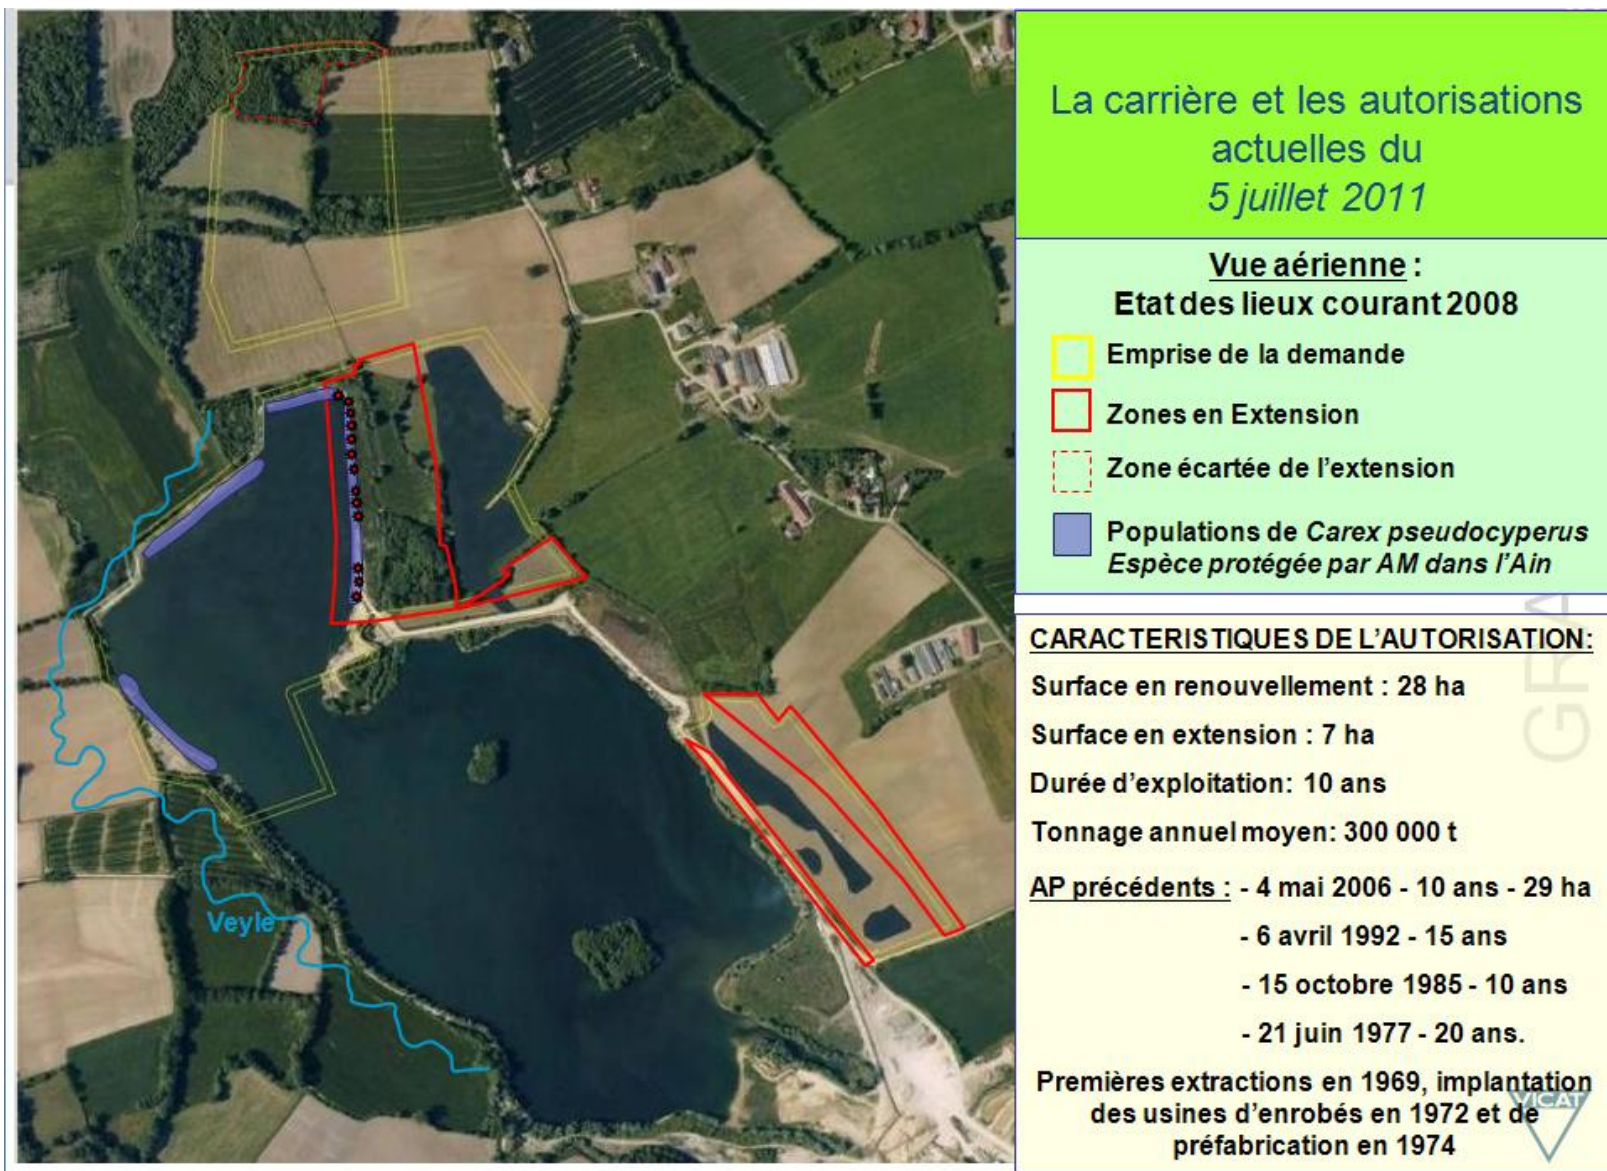 La carrière et les autorisations
actuelles du
5 juillet 2011
Vue aérienne :
Etat des lieux courant 2008
Emprise de la demande
Zones en Extension
Zone écartée de l'extension
Populations de Carex pseudocyperus
Espèce protégée par AM dans l'Ain
CARACTERISTIQUES DE L'AUTORISATION:
Surface en renouvellement : 28 ha
Surface en extension : 7 ha
Durée d'exploitation: 10 ans
Tonnage annuel moyen: 300 000 t
AP précédents : - 4 mai 2006 - 10 ans - 29 ha
- 6 avril 1992 - 15 ans
- 15 octobre 1985 - 10 ans
- 21 juin 1977 - 20 ans.
Premières extractions en 1969, implantation
des usines d'enrobés en 1972 et de
préfabrication en 1974
Veyle
VICAT
GRA